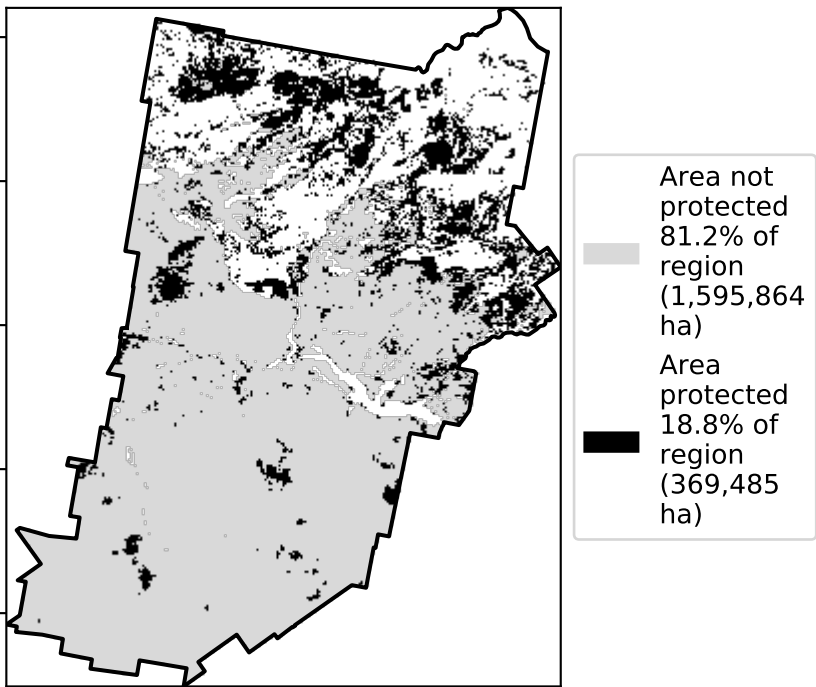 Area not
protected
81.2% of
region
(1,595,864
ha)
Area
protected
18.8% of
region
(369,485
ha)